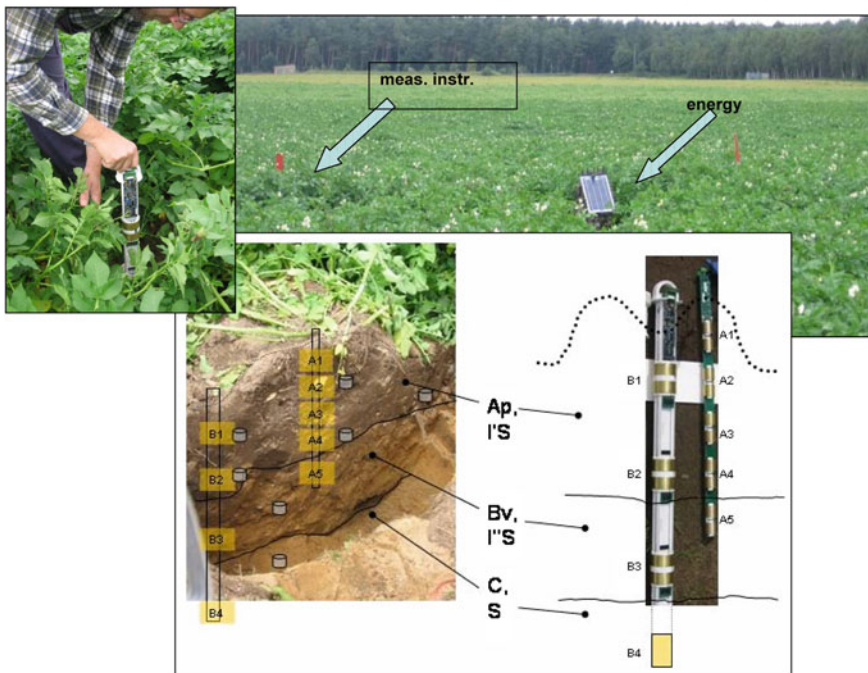 meas. instr.
energy
A1
A2
A3
A4
A5
B1
B2
B3
B4
Ap,
l'S
Bv,
l"S
C,
S
B1
B2
B3
B4
A1
A2
A3
A4
A5